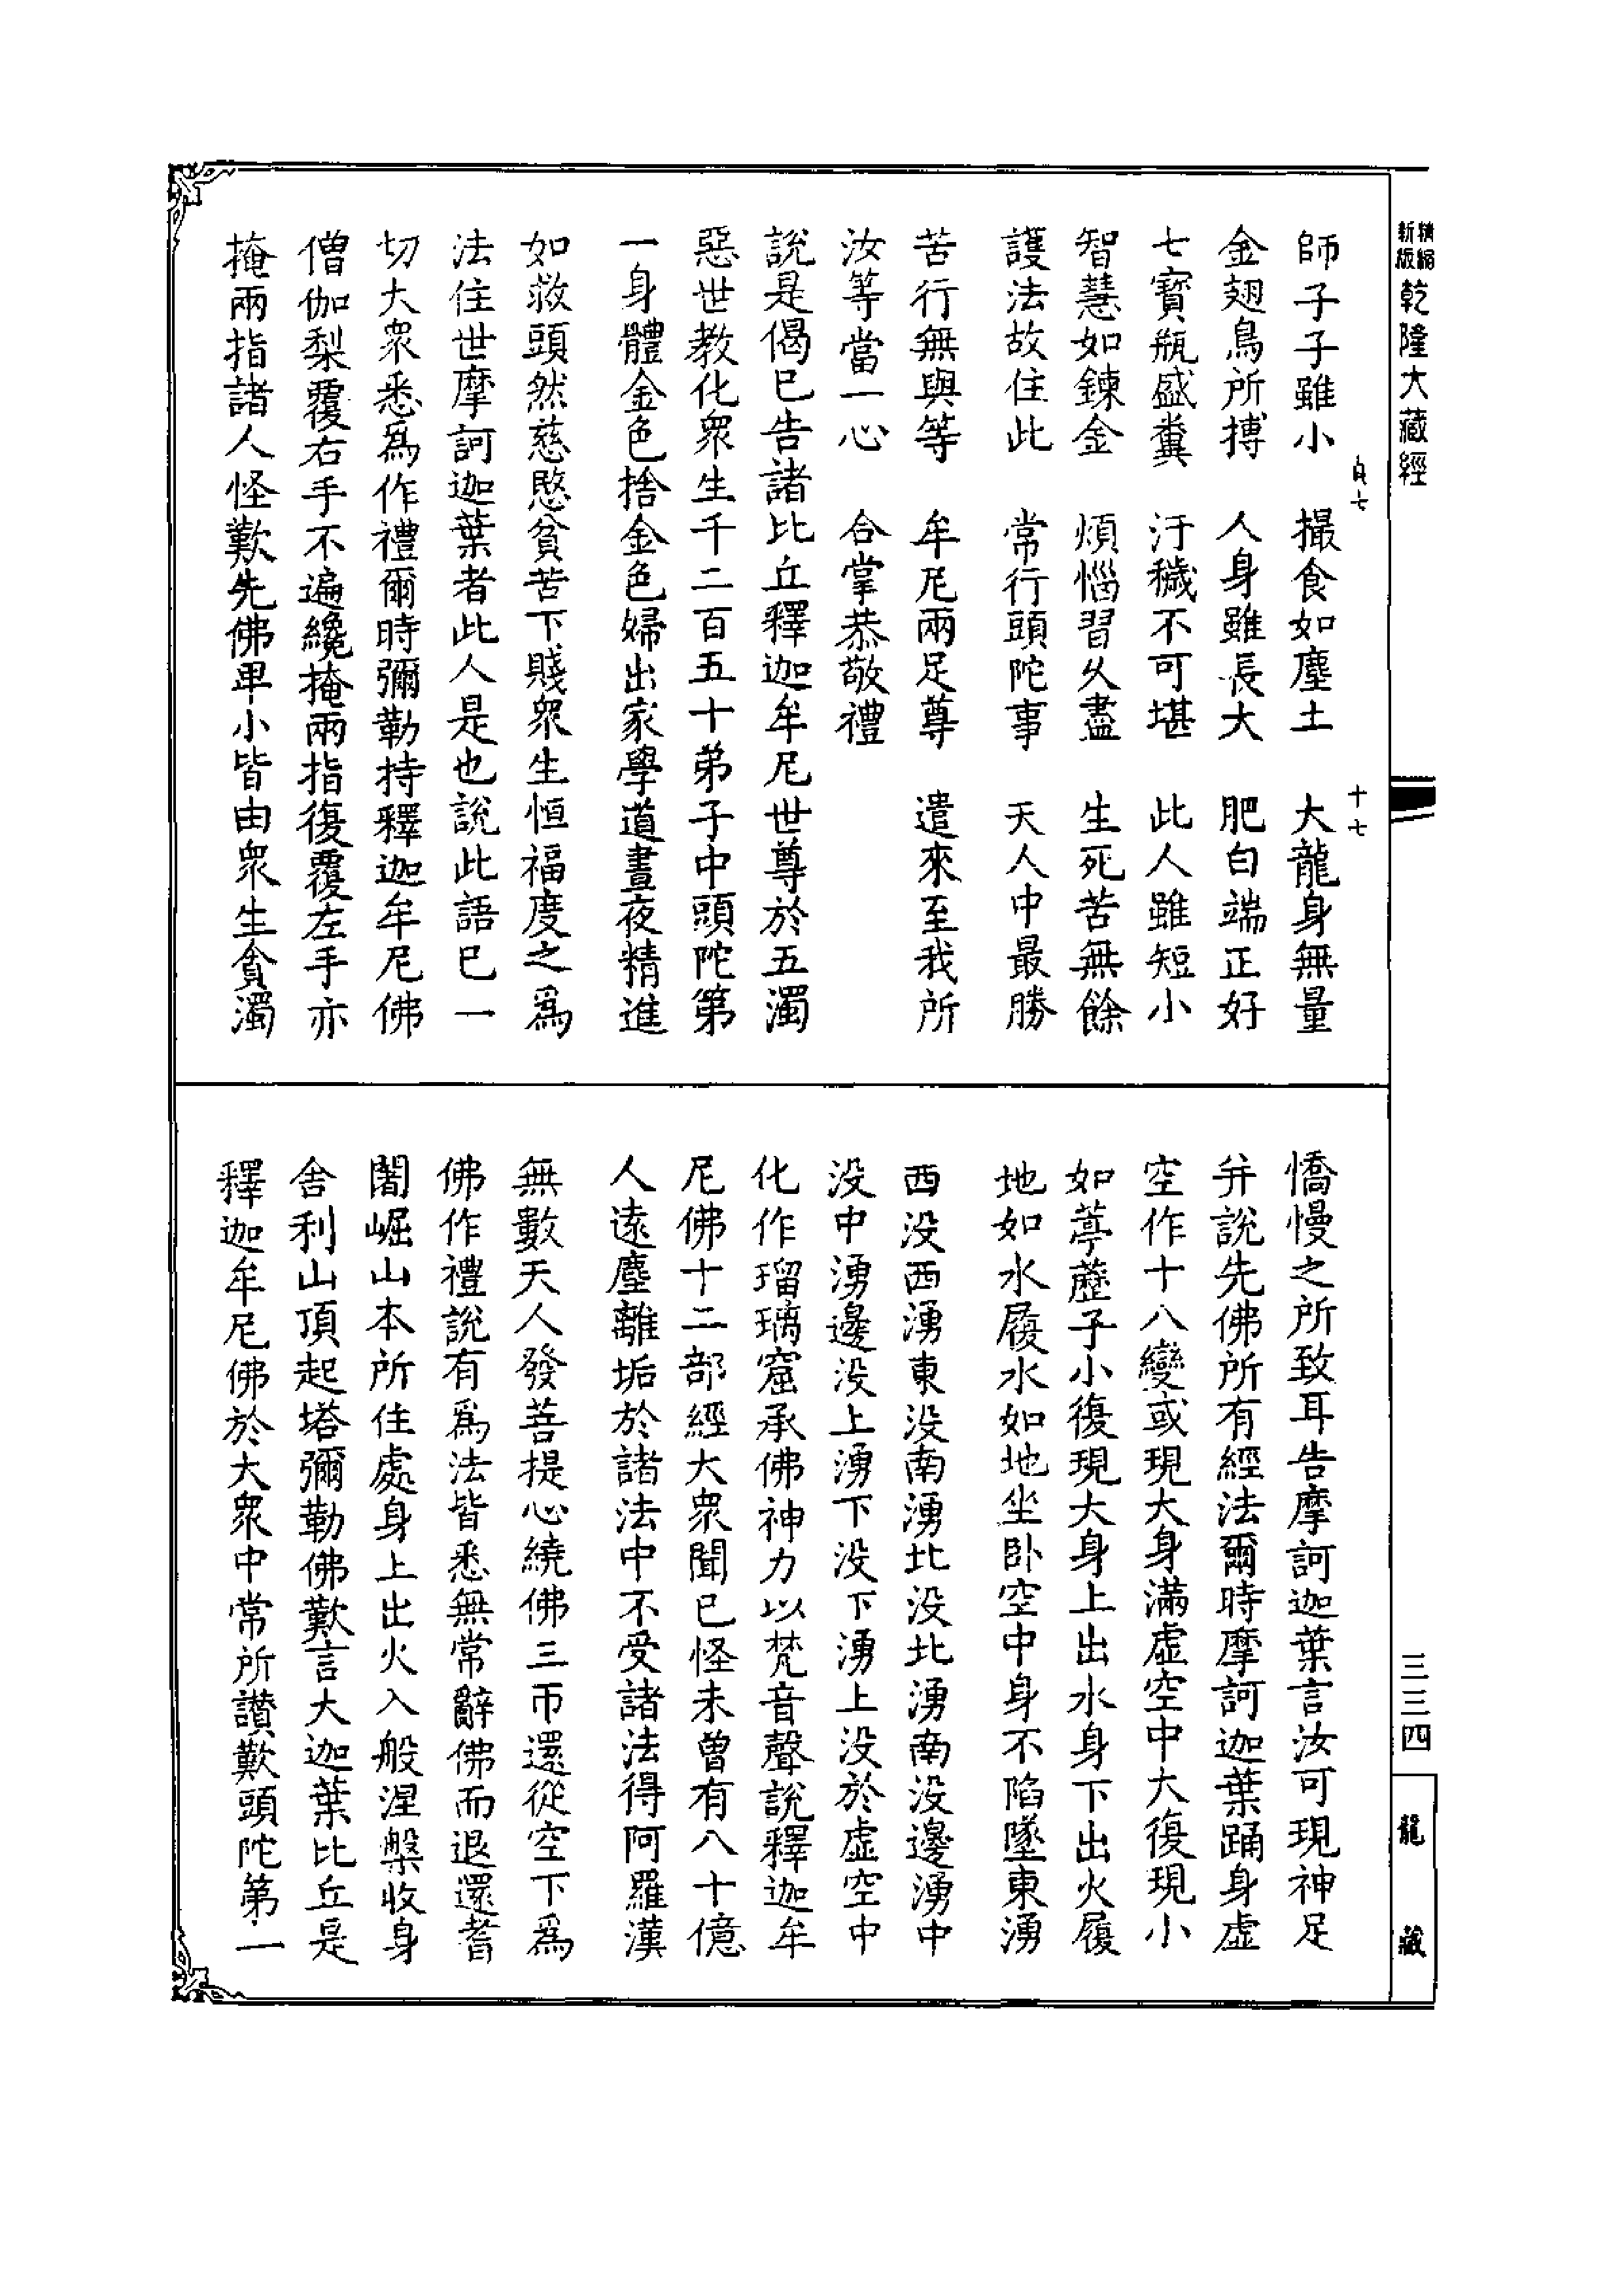 精縮
新版
乾隆大藏經
三三四
龍藏
十七
師子子雖小　撮食如塵土　大龍身無量
金翅鳥所搏　人身雖長大　肥白端正好
七寶瓶盛糞　汙穢不可堪　此人雖短小
智慧如鍊金　煩惱習久盡　生死苦無餘
護法故住此　常行頭陀事　天人中最勝
苦行無與等　牟尼兩足尊　遣來至我所
汝等當一心　合掌恭敬禮
說是偈已告諸比丘釋迦牟尼世尊於五濁
惡世教化衆生千二百五十弟子中頭陀第
一身體金色捨金色婦出家學道晝夜精進
如救頭然慈愍貧苦下賤衆生恒福度之爲
法住世摩訶迦葉者此人是也說此語已一
切大衆悉爲作禮爾時彌勒持釋迦牟尼佛
僧伽梨覆右手不遍纔掩兩指復覆左手亦
掩兩指諸人怪歎先佛卑小皆由衆生貪濁
憍慢之所致耳告摩訶迦葉言汝可現神足
并說先佛所有經法爾時摩訶迦葉踊身虛
空作十八變或現大身滿虛空中大復現小
如葶藶子小復現大身上出水身下出火履
地如水履水如地坐臥空中身不陷墜東湧
西没西湧東没南湧北没北湧南没邊湧中
没中湧邊没上湧下没下湧上没於虛空中
化作瑠璃窟承佛神力以梵音聲說釋迦牟
尼佛十二部經大衆聞已怪未曾有八十億
人遠塵離垢於諸法中不受諸法得阿羅漢
無數天人發菩提心繞佛三帀還從空下爲
佛作禮說有爲法皆悉無常辭佛而退還耆
闍崛山本所住處身上出火入般涅槃收身
舍利山頂起塔彌勒佛歎言大迦葉比丘是
釋迦牟尼佛於大衆中常所讃歎頭陀第一